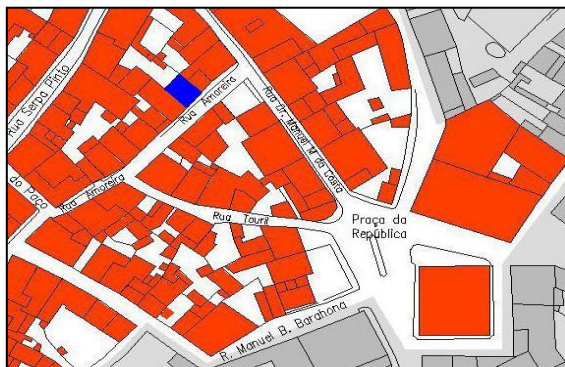 Rua Serpa Pinto
Rua Amoreira
Rua Dr. Manuel M da Costa
do Paço
Rua Amoreira
Rua Touril
Praça da
República
R. Manuel B. Barahona